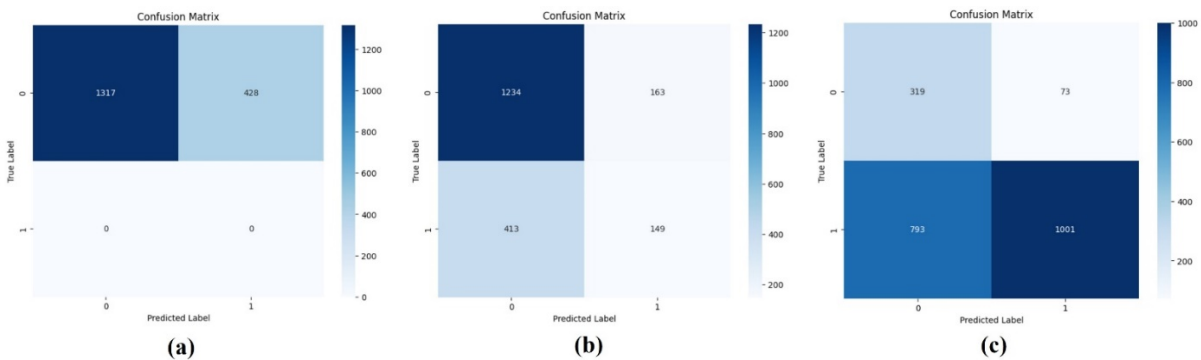 Confusion Matrix
1317 428
0 0
0
1
True Label
0 1
Predicted Label
1200
1000
800
600
400
200
0
(a)
Confusion Matrix
1234 163
413 149
0
1
True Label
0 1
Predicted Label
1200
1000
800
600
400
200
(b)
Confusion Matrix
319 73
793 1001
0
1
True Label
0 1
Predicted Label
1000
800
600
400
200
(c)